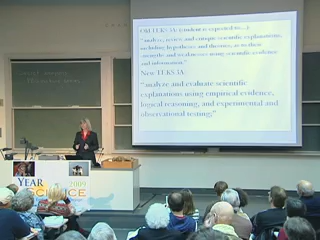 Old TEKS 3A: (student is expected to...):
"analyze, review and critique scientific explanations,
including hypotheses and theories, as to their
strengths and weaknesses using scientific evidence
and information"
New TEKS 3A:
"analyze and evaluate scientific
explanations using empirical evidence,
logical reasoning, and experimental and
observational testing;"
YEAR
SCIENCE
2009